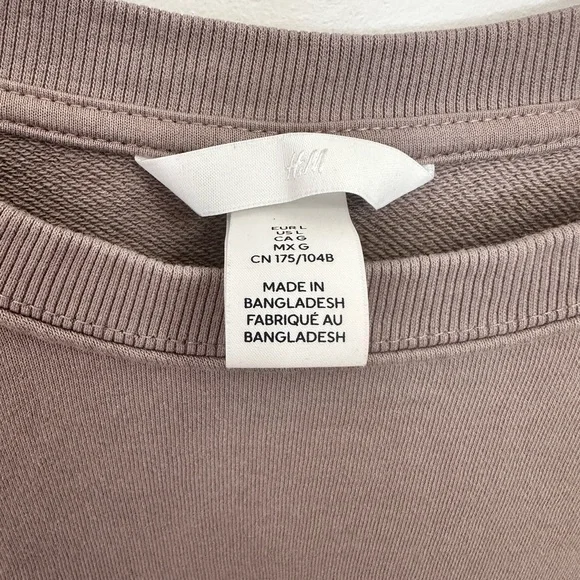 H&M
EUR L
US L
CA G
MX G
CN 175/104B
MADE IN
BANGLADESH
FABRIQUÉ AU
BANGLADESH